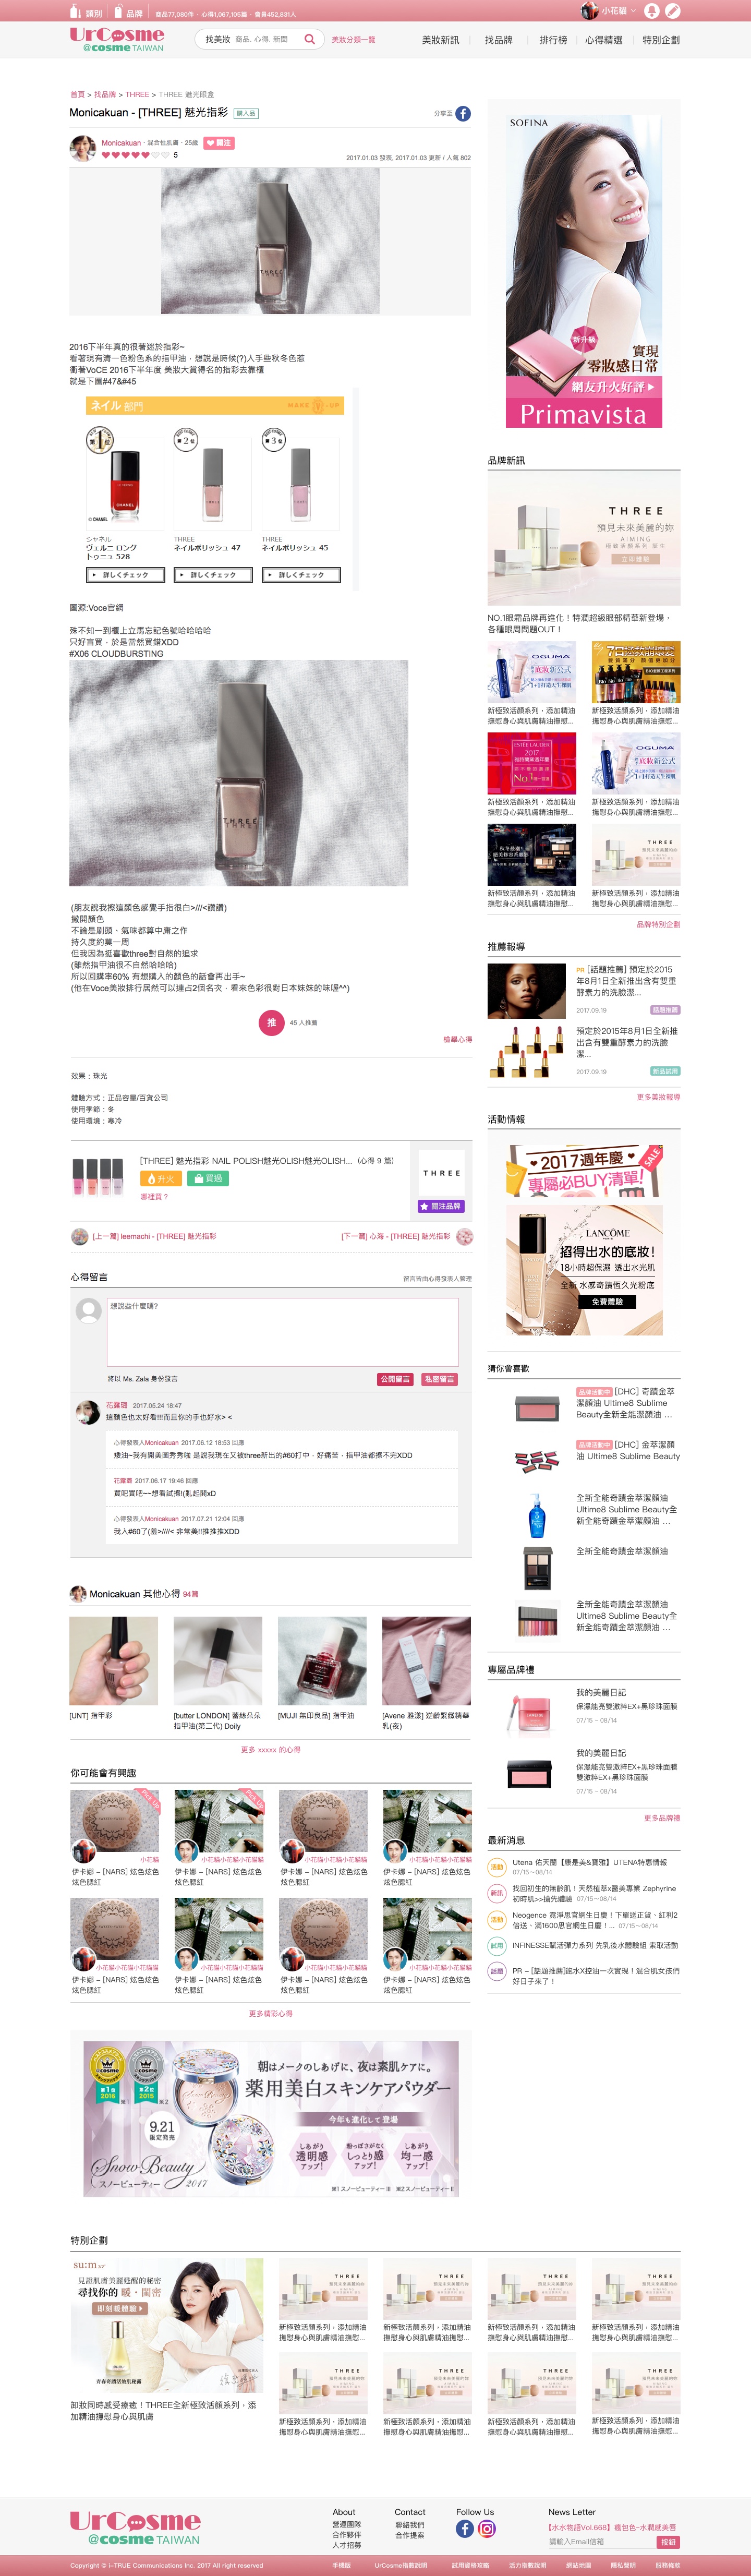 類別 品牌 商品77,080件 · 心得1,067,105篇 · 會員452,631人 小花貓
UrCosme
@cosme TAIWAN
找美妝 商品, 心得, 新聞 美妝分類一覽
美妝新訊 找品牌 排行榜 心得精選 特別企劃
首頁 > 找品牌 > THREE > THREE 魅光眼盒
Monicakuan - [THREE] 魅光指彩 購入品
分享至
Monicakuan · 混合性肌膚 · 25歲 關注
5
2017.01.03 發表, 2017.01.03 更新 / 人氣 802
THREE
2016下半年真的很著迷於指彩~
看著現有清一色粉色系的指甲油，想說是時候(?)入手些秋冬色惹
衝著VoCE 2016下半年度 美妝大賞得名的指彩去靠櫃
就是下圖#47&#45
ネイル 部門
MAKE UP
第1位 第2位 第3位
© CHANEL
シャネル
ヴェルニ ロング
トゥニュ 528
THREE
ネイルポリッシュ 47
THREE
ネイルポリッシュ 45
詳しくチェック 詳しくチェック 詳しくチェック
圖源:Voce官網
殊不知一到櫃上立馬忘記色號哈哈哈哈
只好盲買，於是當然買錯XDD
#X06 CLOUDBURSTING
THREE
(朋友說我擦這顏色感覺手指很白>///<讚讚)
撇開顏色
不論是刷頭、氣味都算中庸之作
持久度約莫一周
但我因為挺喜歡three對自然的追求
(雖然指甲油很不自然哈哈哈)
所以回購率60% 有想購入的顏色的話會再出手~
(他在Voce美妝排行居然可以連占2個名次，看來色彩很對日本妹妹的味喔^^)
推 45 人推薦
檢舉心得
效果：珠光
體驗方式：正品容量/百貨公司
使用季節：冬
使用環境：寒冷
[THREE] 魅光指彩 NAIL POLISH魅光OLISH魅光OLISH... (心得 9 篇)
升火 買過
哪裡買？
THREE
關注品牌
[上一篇] leemachi - [THREE] 魅光指彩
[下一篇] 心海 - [THREE] 魅光指彩
心得留言
留言皆由心得發表人管理
想說些什麼嗎?
將以 Ms. Zala 身份發言
公開留言 私密留言
花露璐 2017.05.24 18:47
這顏色也太好看!!!而且你的手也好水> <
心得發表人Monicakuan 2017.06.12 18:53 回應
矮油~我有開美圖秀秀啦 是說我現在又被three新出的#60打中，好痛苦，指甲油都擦不完XDD
花露璐 2017.06.17 19:46 回應
買吧買吧~~想看試擦!(亂起鬨xD
心得發表人Monicakuan 2017.07.21 12:04 回應
我入#60了(羞>////< 非常美!!推推推XDD
Monicakuan 其他心得 94篇
[UNT] 指甲彩
[butter LONDON] 蕾絲朵朵
指甲油(第二代) Doily
[MUJI 無印良品] 指甲油
[Avene 雅漾] 逆齡緊緻精華
乳(夜)
更多 xxxxx 的心得
你可能會有興趣
小花貓
伊卡娜 – [NARS] 炫色炫色
炫色腮紅
小花貓小花貓小花貓貓
伊卡娜 – [NARS] 炫色炫色
炫色腮紅
小花貓小花貓小花貓貓
伊卡娜 – [NARS] 炫色炫色
炫色腮紅
小花貓小花貓小花貓貓
伊卡娜 – [NARS] 炫色炫色
炫色腮紅
小花貓小花貓小花貓貓
伊卡娜 – [NARS] 炫色炫色
炫色腮紅
小花貓小花貓小花貓貓
伊卡娜 – [NARS] 炫色炫色
炫色腮紅
小花貓小花貓小花貓貓
伊卡娜 – [NARS] 炫色炫色
炫色腮紅
小花貓小花貓小花貓貓
伊卡娜 – [NARS] 炫色炫色
炫色腮紅
更多精彩心得
@cosme 第1位 2016
@cosme 第2位 2015
朝はメークのしあげに、夜は素肌ケアに。
薬用美白スキンケアパウダー
今年も進化して登場
9.21
限定発売
しあがり
透明感
アップ!
粉っぽさがなく
しっとり感
アップ!
しあがり
均一感
アップ!
Snow Beauty
スノービューティー 2017
SOFINA
新升級
實現
零妝感日常
網友升火好評
Primavista
品牌新訊
THREE
預見未來美麗的妳
AIMING
極致活顏系列 誕生
立即體驗
NO.1眼霜品牌再進化！特潤超級眼部精華新登場，
各種眼周問題OUT！
OGUMA
底妝新公式
新極致活顏系列，添加精油
撫慰身心與肌膚精油撫慰...
新極致活顏系列，添加精油
撫慰身心與肌膚精油撫慰...
ESTEE LAUDER
2017
No.1
新極致活顏系列，添加精油
撫慰身心與肌膚精油撫慰...
OGUMA
底妝新公式
新極致活顏系列，添加精油
撫慰身心與肌膚精油撫慰...
新極致活顏系列，添加精油
撫慰身心與肌膚精油撫慰...
THREE
新極致活顏系列，添加精油
撫慰身心與肌膚精油撫慰...
品牌特別企劃
推薦報導
PR [話題推薦] 預定於2015
年8月1日全新推出含有雙重
酵素力的洗臉潔...
2017.09.19 話題推薦
預定於2015年8月1日全新推
出含有雙重酵素力的洗臉
潔...
2017.09.19 新品試用
更多美妝報導
活動情報
2017週年慶
專屬必BUY清單!
SALE
LANCÔME
PARIS
掐得出水的底妝!
18小時超保濕 透出水光肌
全新 水感奇蹟恆久光粉底
免費體驗
猜你會喜歡
品牌活動中 [DHC] 奇蹟金萃
潔顏油 Ultime8 Sublime
Beauty全新全能潔顏油 ...
品牌活動中 [DHC] 金萃潔顏
油 Ultime8 Sublime Beauty
全新全能奇蹟金萃潔顏油
Ultime8 Sublime Beauty全
新全能奇蹟金萃潔顏油 ...
全新全能奇蹟金萃潔顏油
全新全能奇蹟金萃潔顏油
Ultime8 Sublime Beauty全
新全能奇蹟金萃潔顏油 ...
專屬品牌禮
我的美麗日記
保濕能亮雙激粹EX+黑珍珠面膜
07/15 – 08/14
我的美麗日記
保濕能亮雙激粹EX+黑珍珠面膜
雙激粹EX+黑珍珠面膜
07/15 – 08/14
更多品牌禮
最新消息
活動 Utena 佑天蘭【康是美&寶雅】UTENA特惠情報
07/15～08/14
新訊 找回初生的無齡肌！天然植萃x醫美專業 Zephyrine
初時肌>>搶先體驗 07/15～08/14
活動 Neogence 霓淨思官網生日慶！下單送正貨、紅利2
倍送、滿1600思官網生日慶！... 07/15～08/14
試用 INFINESSE賦活彈力系列 先乳後水體驗組 索取活動
話題 PR – [話題推薦]飽水X控油一次實現！混合肌女孩們
好日子來了！
特別企劃
su:m37°
見證肌膚美麗甦醒的秘密
尋找你的 暖·閨密
即刻暖體驗
卸妝同時感受療癒！THREE全新極致活顏系列，添
加精油撫慰身心與肌膚
新極致活顏系列，添加精油
撫慰身心與肌膚精油撫慰...
新極致活顏系列，添加精油
撫慰身心與肌膚精油撫慰...
新極致活顏系列，添加精油
撫慰身心與肌膚精油撫慰...
新極致活顏系列，添加精油
撫慰身心與肌膚精油撫慰...
新極致活顏系列，添加精油
撫慰身心與肌膚精油撫慰...
新極致活顏系列，添加精油
撫慰身心與肌膚精油撫慰...
新極致活顏系列，添加精油
撫慰身心與肌膚精油撫慰...
新極致活顏系列，添加精油
撫慰身心與肌膚精油撫慰...
UrCosme
@cosme TAIWAN
About
營運團隊
合作夥伴
人才招募
Contact
聯絡我們
合作提案
Follow Us
News Letter
【水水物語Vol.668】瘋包色-水潤感美唇
請輸入Email信箱 按鈕
Copyright © i-TRUE Communications Inc. 2017 All right reserved
手機版 UrCosme指數說明 試用資格攻略 活力指數說明 網站地圖 隱私聲明 服務條款